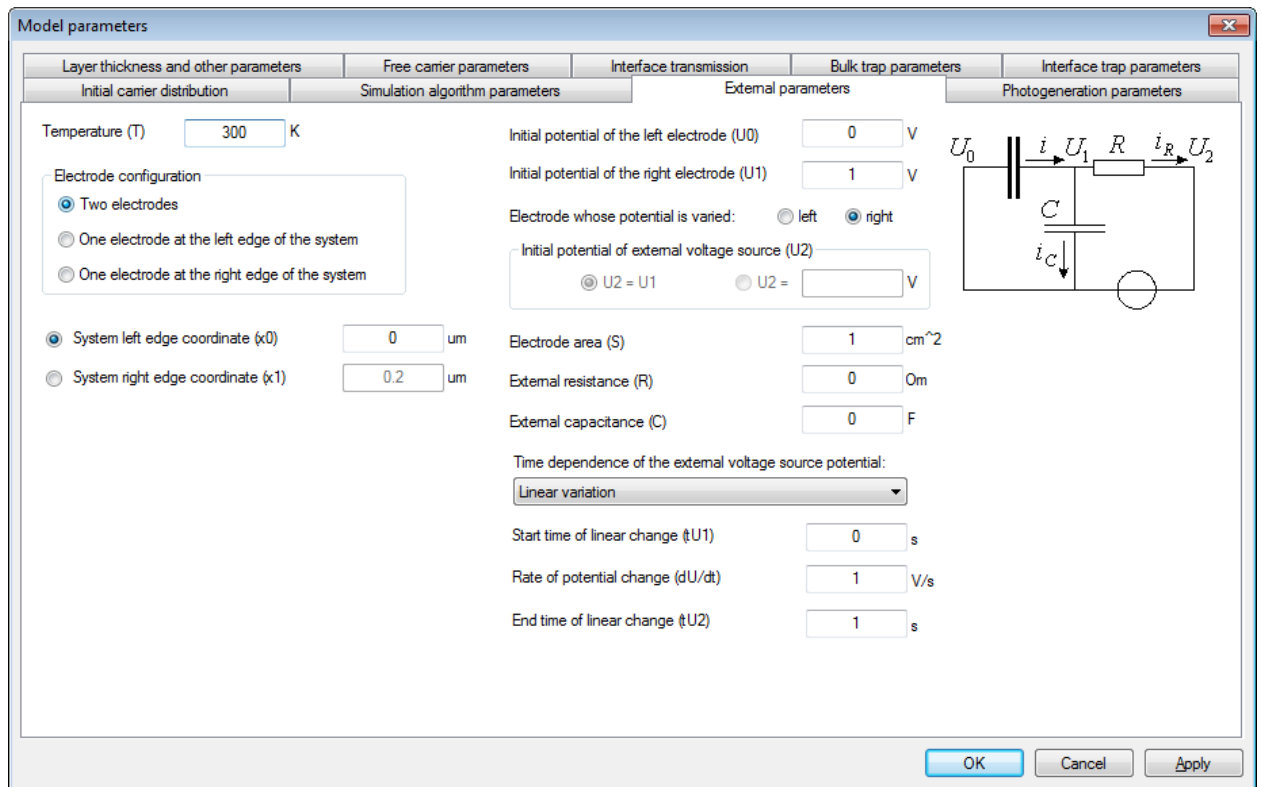 Model parameters
Layer thickness and other parameters
Free carrier parameters
Interface transmission
Bulk trap parameters
Interface trap parameters
Initial carrier distribution
Simulation algorithm parameters
External parameters
Photogeneration parameters
Temperature (T) 300 K
Electrode configuration
Two electrodes
One electrode at the left edge of the system
One electrode at the right edge of the system
System left edge coordinate (x0) 0 um
System right edge coordinate (x1) 0.2 um
Initial potential of the left electrode (U0) 0 V
Initial potential of the right electrode (U1) 1 V
Electrode whose potential is varied: left right
Initial potential of external voltage source (U2)
U2 = U1 U2 = V
Electrode area (S) 1 cm^2
External resistance (R) 0 Om
External capacitance (C) 0 F
Time dependence of the external voltage source potential:
Linear variation
Start time of linear change (tU1) 0 s
Rate of potential change (dU/dt) 1 V/s
End time of linear change (tU2) 1 s
U0 i U1 R iR U2
C
iC
OK Cancel Apply